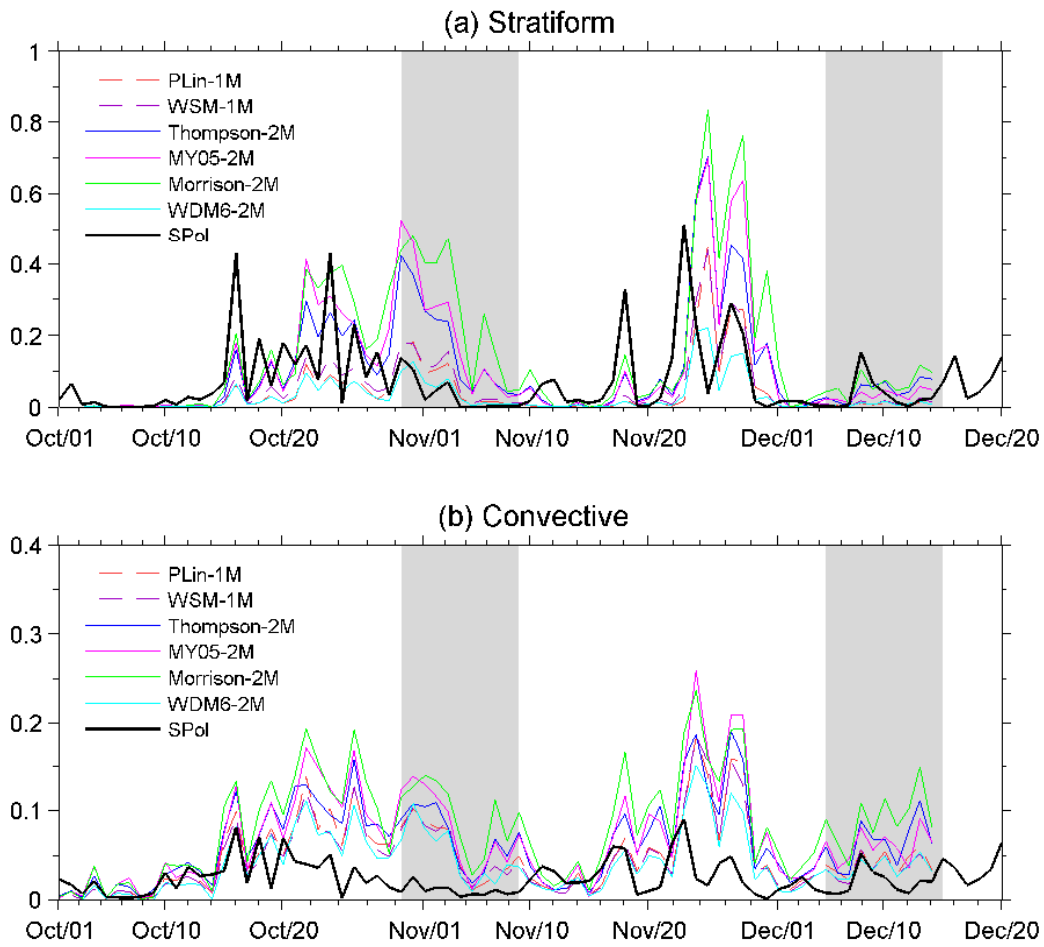 (a) Stratiform
1
0.8
0.6
0.4
0.2
0
PLin-1M
WSM-1M
Thompson-2M
MY05-2M
Morrison-2M
WDM6-2M
SPol
Oct/01 Oct/10 Oct/20 Nov/01 Nov/10 Nov/20 Dec/01 Dec/10 Dec/20
(b) Convective
0.4
0.3
0.2
0.1
0
PLin-1M
WSM-1M
Thompson-2M
MY05-2M
Morrison-2M
WDM6-2M
SPol
Oct/01 Oct/10 Oct/20 Nov/01 Nov/10 Nov/20 Dec/01 Dec/10 Dec/20